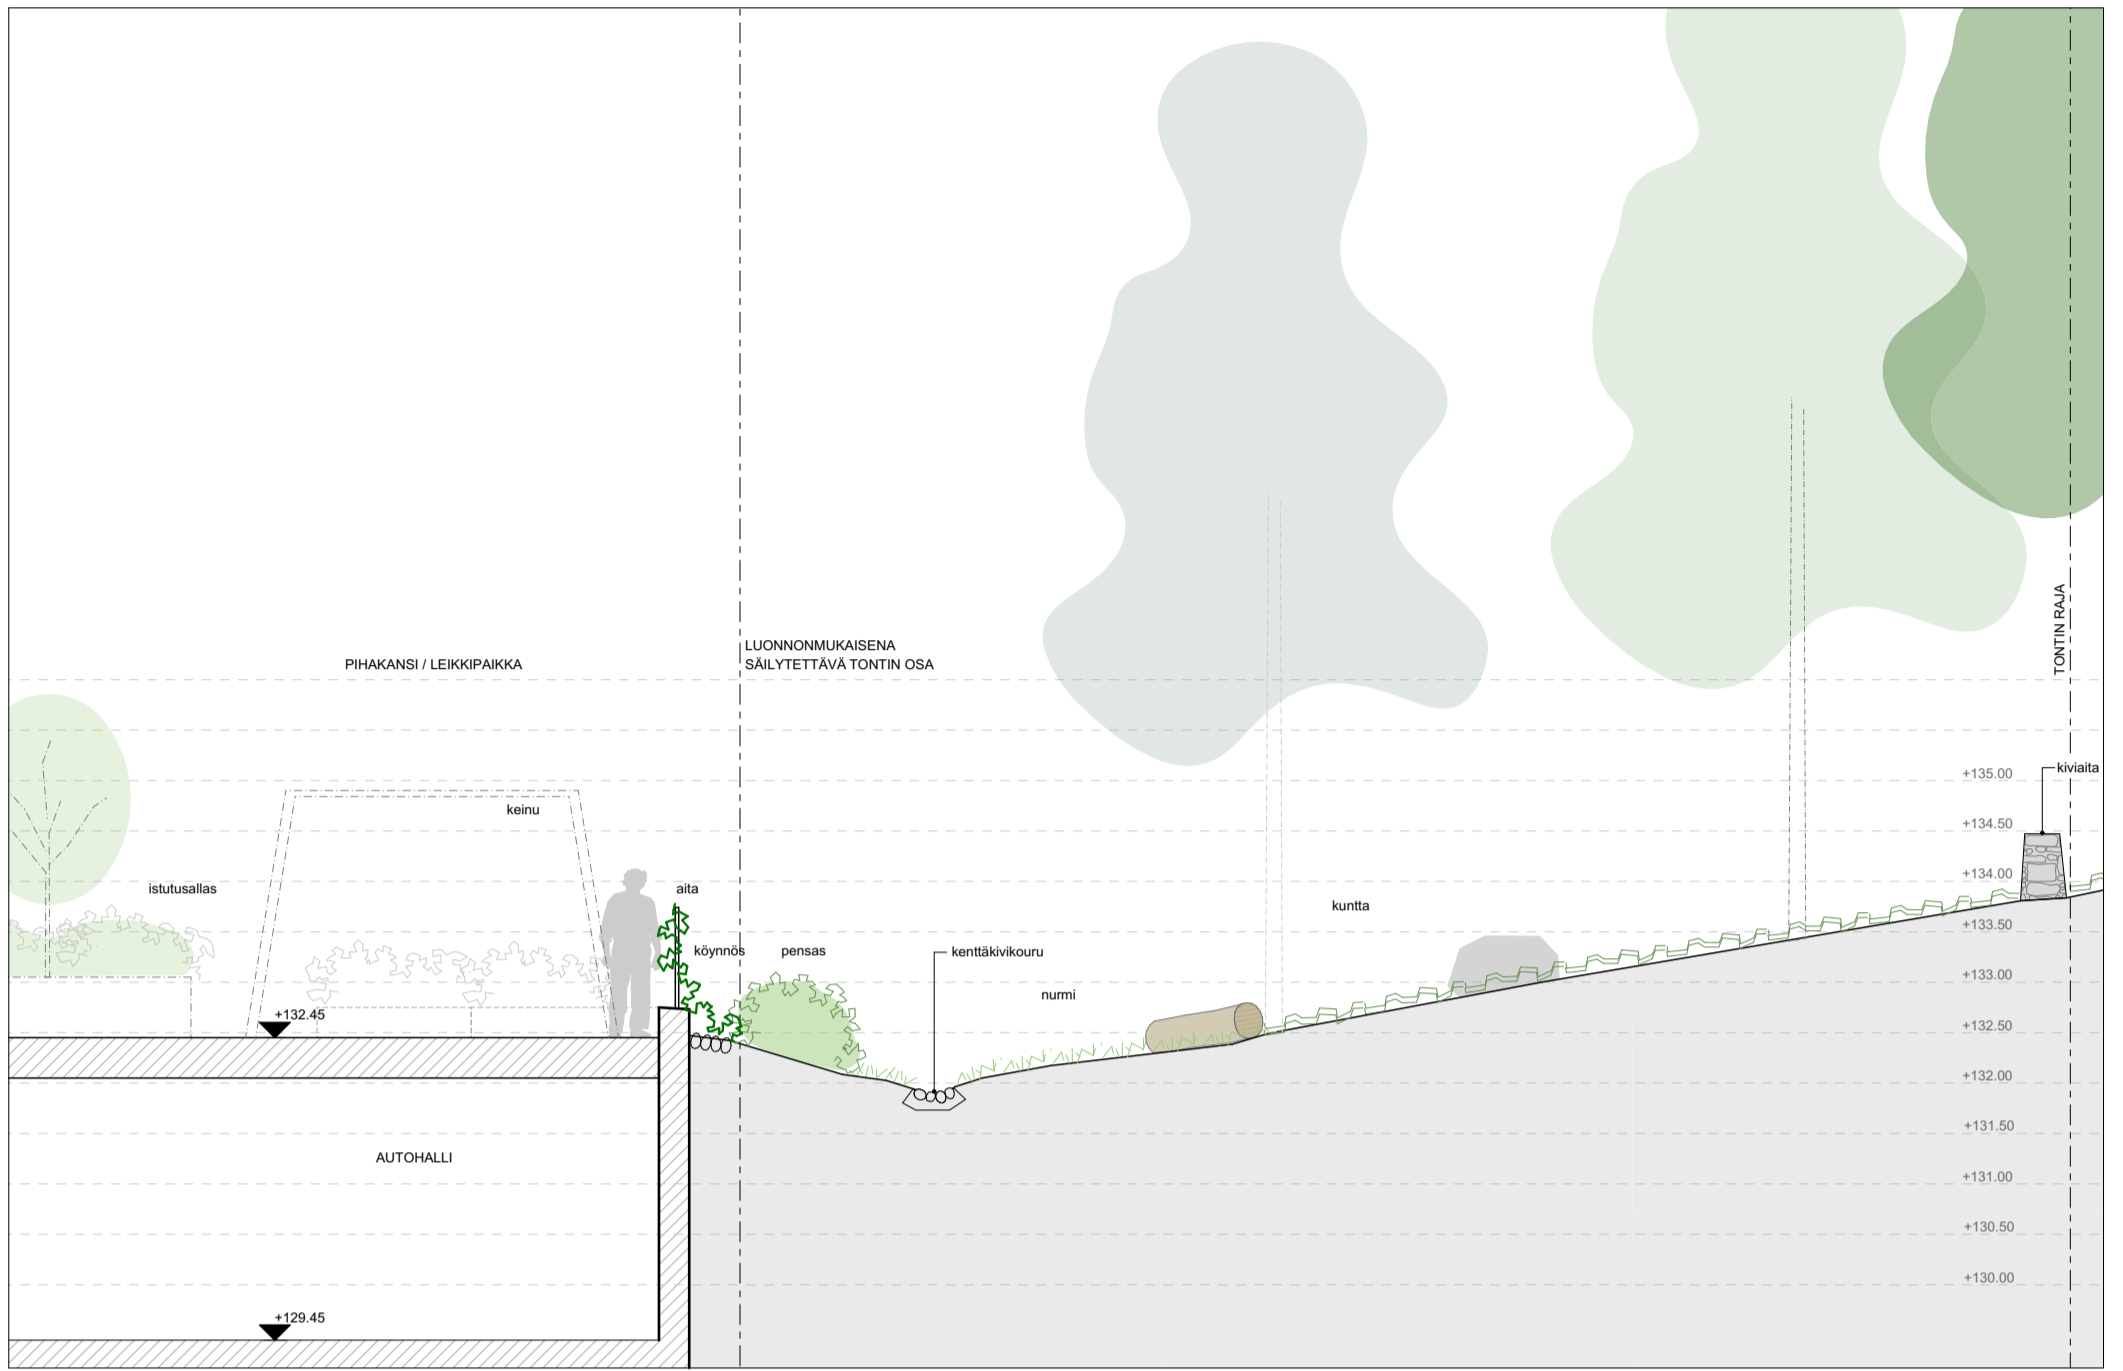 LUONNONMUKAISENA
SÄILYTETTÄVÄ TONTIN OSA
PIHAKANSI / LEIKKIPAIKKA
TONTIN RAJA
kiviaita
+135.00
keinu
+134.50
istutusallas
aita
+134.00
kuntta
+133.50
köynnös
pensas
kenttäkivikouru
+133.00
nurmi
+132.45
+132.50
+132.00
+131.50
AUTOHALLI
+131.00
+130.50
+130.00
+129.45